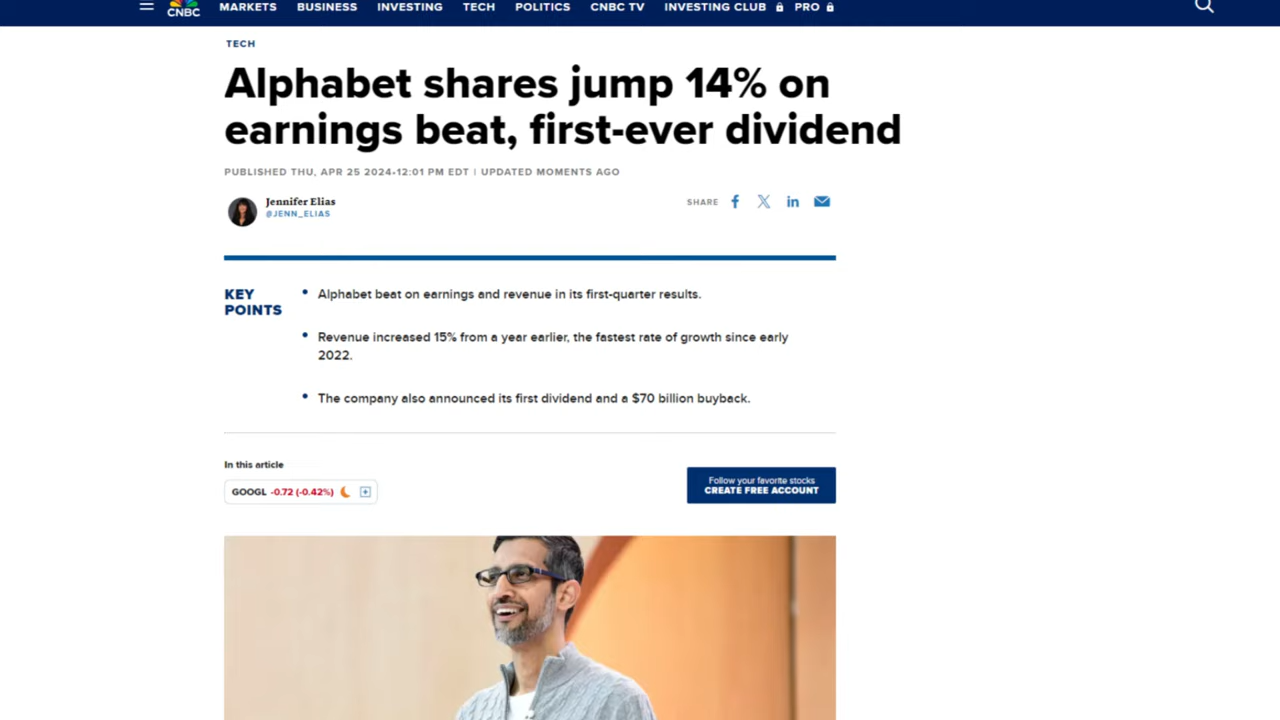 CNBC
MARKETS BUSINESS INVESTING TECH POLITICS CNBC TV INVESTING CLUB PRO
TECH
Alphabet shares jump 14% on
earnings beat, first-ever dividend
PUBLISHED THU, APR 25 2024•12:01 PM EDT | UPDATED MOMENTS AGO
Jennifer Elias
@JENN_ELIAS
SHARE
KEY
POINTS
Alphabet beat on earnings and revenue in its first-quarter results.
Revenue increased 15% from a year earlier, the fastest rate of growth since early
2022.
The company also announced its first dividend and a $70 billion buyback.
In this article
GOOGL -0.72 (-0.42%)
Follow your favorite stocks
CREATE FREE ACCOUNT